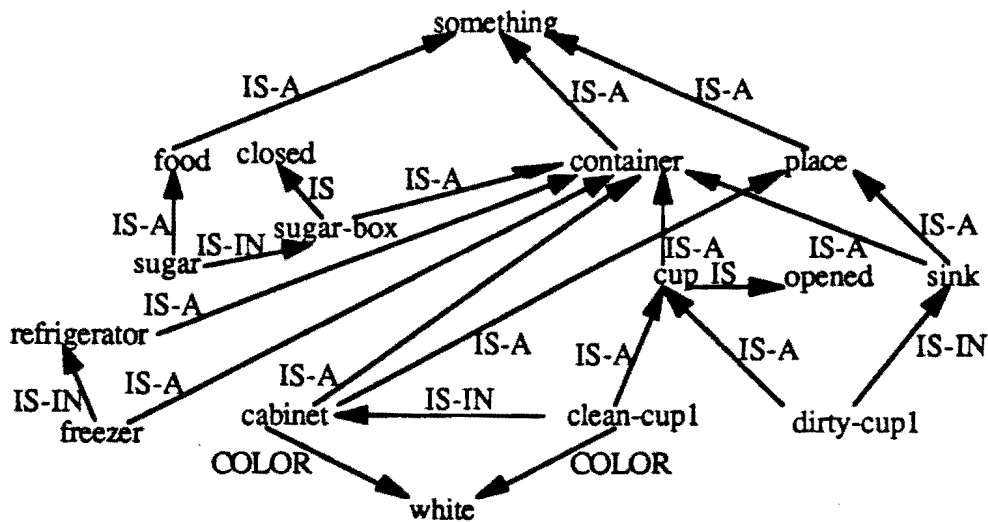 something
IS-A IS-A IS-A
food closed container place
IS IS-A
IS-A IS-IN sugar-box IS-A IS-A IS-A
sugar cup IS opened sink
IS-A
refrigerator IS-A IS-A IS-A IS-IN
IS-IN IS-A IS-A
freezer cabinet IS-IN clean-cup1 dirty-cup1
COLOR COLOR
white